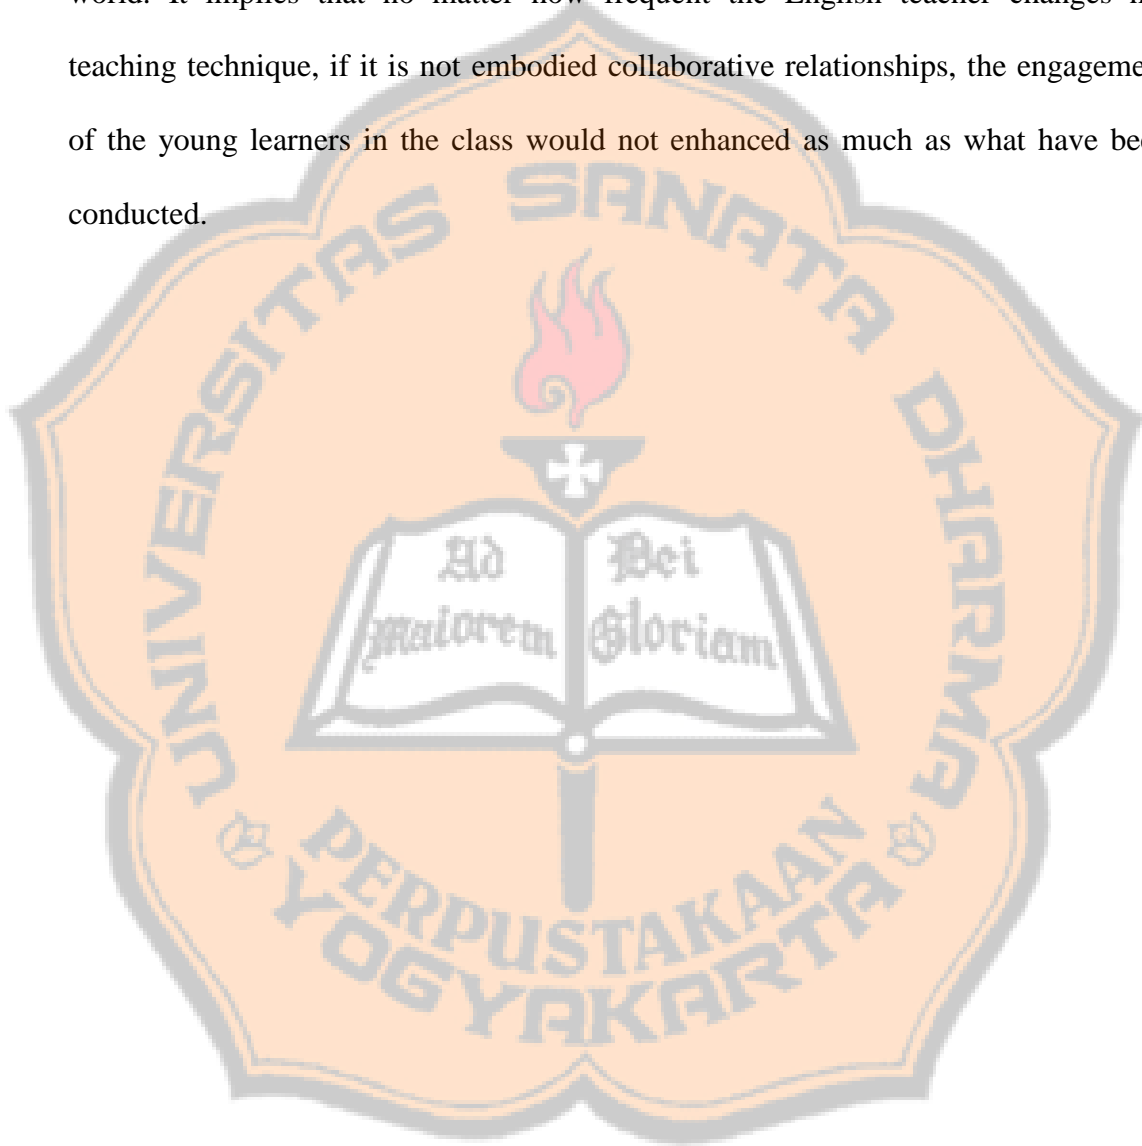 world. It implies that no matter how frequent the English teacher changes
teaching technique, if it is not embodied collaborative relationships, the
of the young learners in the class would not enhanced as much as what have
conducted.
UNIVERSITAS SANATA DHARMA
Ad Dei
maiorem Gloriam
PERPUSTAKAAN
YOGYAKARTA